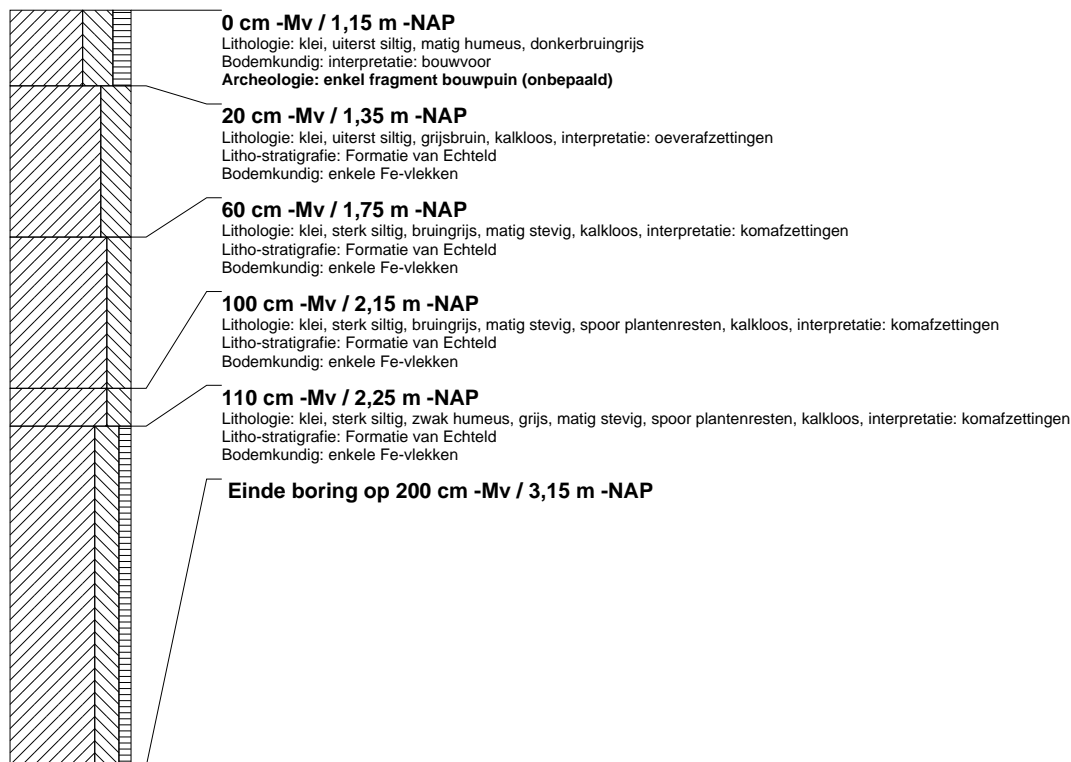 0 cm -Mv / 1,15 m -NAP
Lithologie: klei, uiterst siltig, matig humeus, donkerbruingrijs
Bodemkundig: interpretatie: bouwvoor
Archeologie: enkel fragment bouwpuin (onbepaald)
20 cm -Mv / 1,35 m -NAP
Lithologie: klei, uiterst siltig, grijsbruin, kalkloos, interpretatie: oeverafzettingen
Litho-stratigrafie: Formatie van Echteld
Bodemkundig: enkele Fe-vlekken
60 cm -Mv / 1,75 m -NAP
Lithologie: klei, sterk siltig, bruingrijs, matig stevig, kalkloos, interpretatie: komafzettingen
Litho-stratigrafie: Formatie van Echteld
Bodemkundig: enkele Fe-vlekken
100 cm -Mv / 2,15 m -NAP
Lithologie: klei, sterk siltig, bruingrijs, matig stevig, spoor plantenresten, kalkloos, interpretatie: komafzettingen
Litho-stratigrafie: Formatie van Echteld
Bodemkundig: enkele Fe-vlekken
110 cm -Mv / 2,25 m -NAP
Lithologie: klei, sterk siltig, zwak humeus, grijs, matig stevig, spoor plantenresten, kalkloos, interpretatie: komafzettingen
Litho-stratigrafie: Formatie van Echteld
Bodemkundig: enkele Fe-vlekken
Einde boring op 200 cm -Mv / 3,15 m -NAP